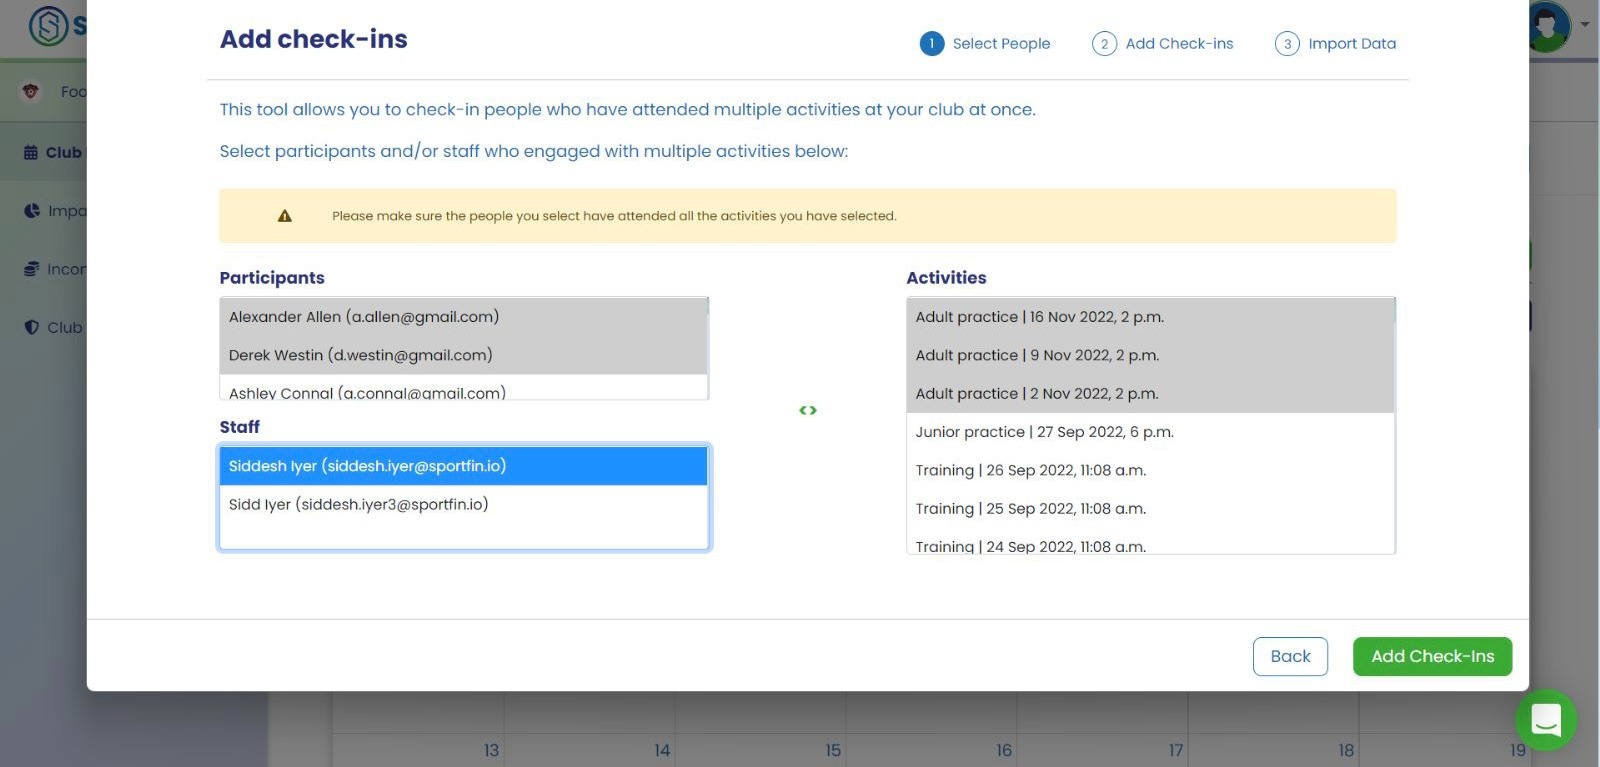 S
Add check-ins
1 Select People
2 Add Check-ins
3 Import Data
Foo
This tool allows you to check-in people who have attended multiple activities at your club at once.
Club
Select participants and/or staff who engaged with multiple activities below:
Impa
Please make sure the people you select have attended all the activities you have selected.
Incor
Club
Participants
Alexander Allen (a.allen@gmail.com)
Derek Westin (d.westin@gmail.com)
Ashley Connal (a.connal@gmail.com)
Staff
Siddesh Iyer (siddesh.iyer@sportfin.io)
Sidd Iyer (siddesh.iyer3@sportfin.io)
Activities
Adult practice | 16 Nov 2022, 2 p.m.
Adult practice | 9 Nov 2022, 2 p.m.
Adult practice | 2 Nov 2022, 2 p.m.
Junior practice | 27 Sep 2022, 6 p.m.
Training | 26 Sep 2022, 11:08 a.m.
Training | 25 Sep 2022, 11:08 a.m.
Training | 24 Sep 2022, 11:08 a.m.
Back
Add Check-Ins
13 14 15 16 17 18 19